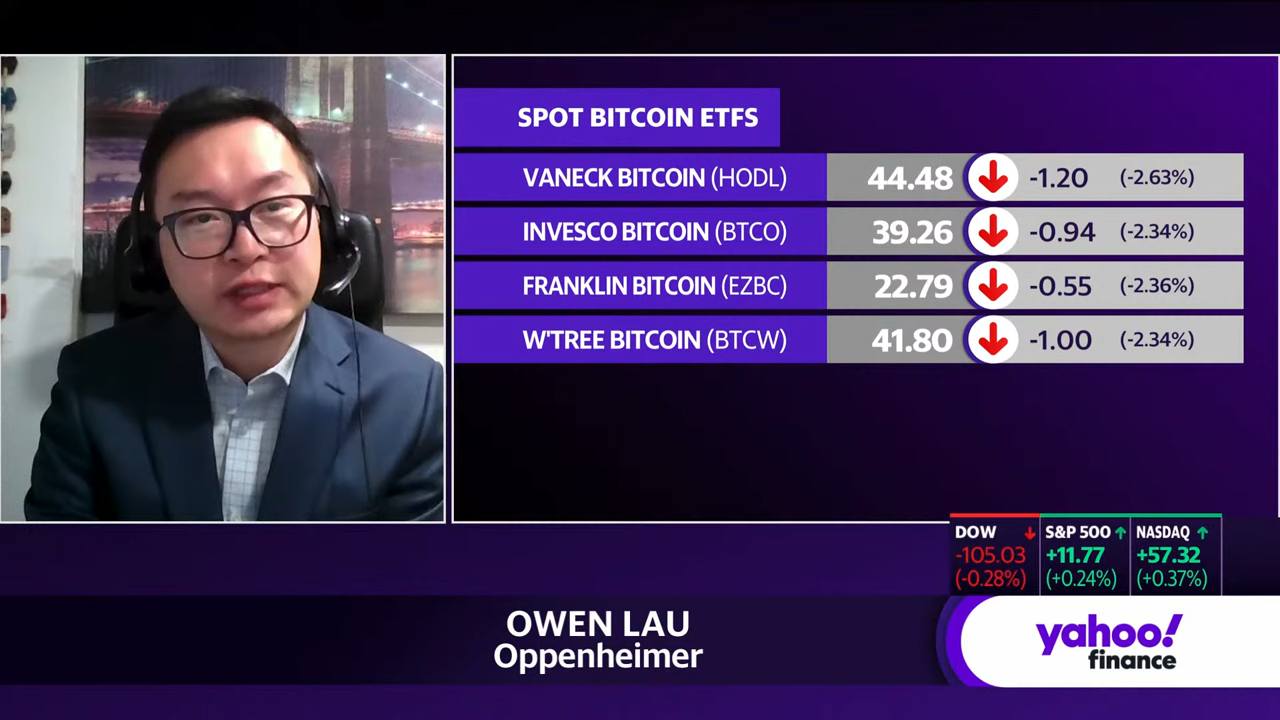 SPOT BITCOIN ETFS
VANECK BITCOIN (HODL) 44.48 -1.20 (-2.63%)
INVESCO BITCOIN (BTCO) 39.26 -0.94 (-2.34%)
FRANKLIN BITCOIN (EZBC) 22.79 -0.55 (-2.36%)
W'TREE BITCOIN (BTCW) 41.80 -1.00 (-2.34%)
DOW S&P 500 NASDAQ
-105.03 +11.77 +57.32
(-0.28%) (+0.24%) (+0.37%)
OWEN LAU
Oppenheimer
yahoo!
finance